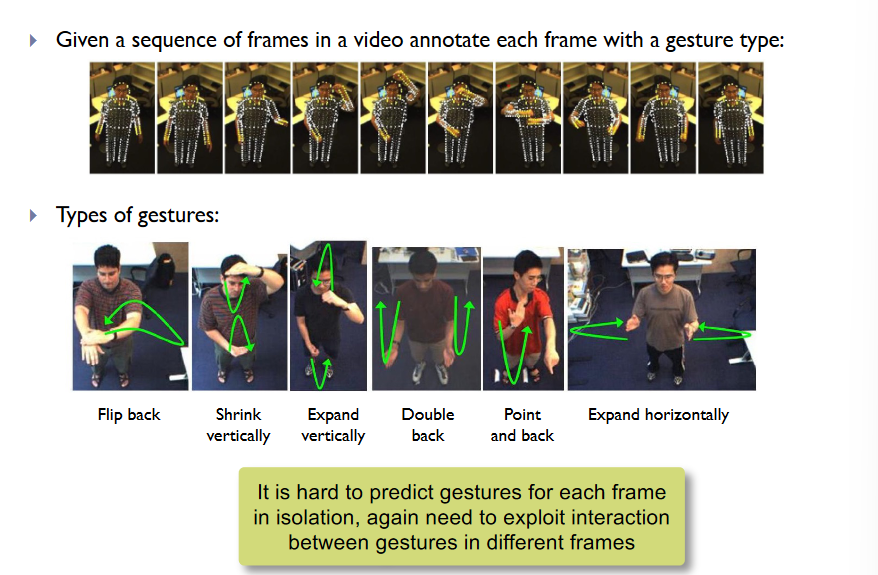 Given a sequence of frames in a video annotate each frame with a gesture type:
Types of gestures:
Flip back
Shrink
vertically
Expand
vertically
Double
back
Point
and back
Expand horizontally
It is hard to predict gestures for each frame
in isolation, again need to exploit interaction
between gestures in different frames